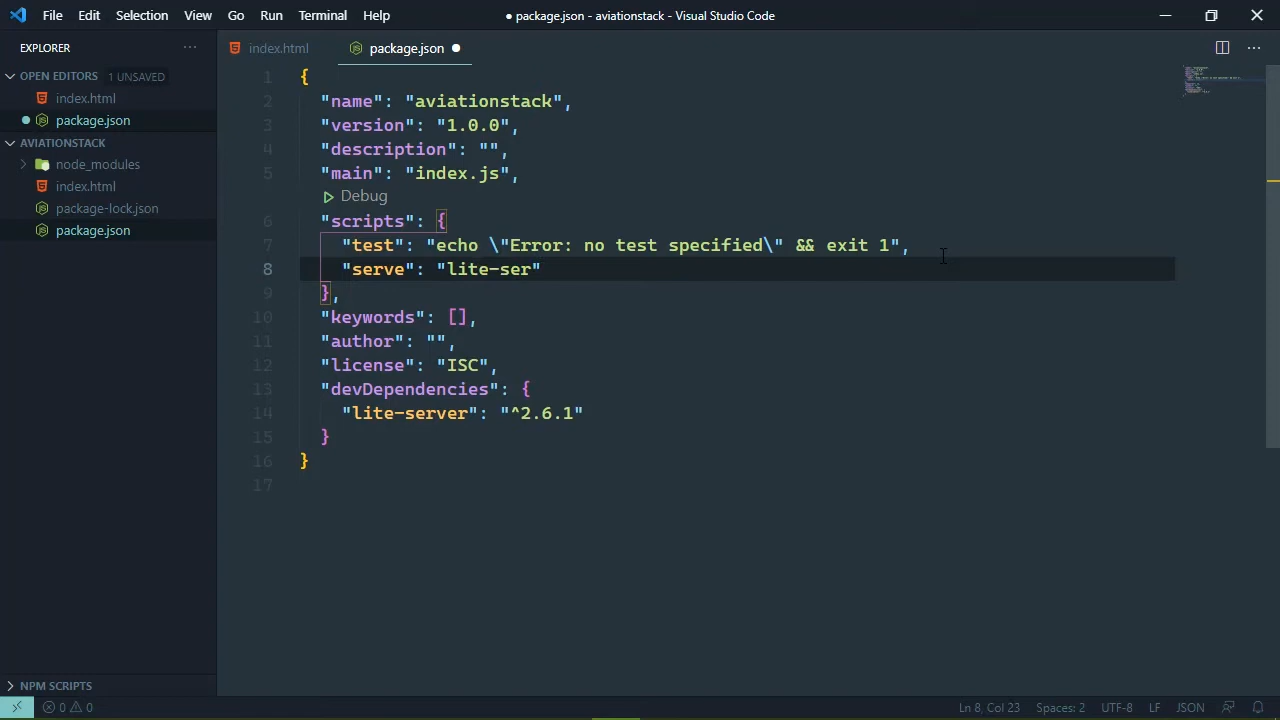 File Edit Selection View Go Run Terminal Help
● package.json - aviationstack - Visual Studio Code
EXPLORER
OPEN EDITORS 1 UNSAVED
index.html
package.json
AVIATIONSTACK
node_modules
index.html
package-lock.json
package.json
NPM SCRIPTS
index.html package.json
1 {
2 "name": "aviationstack",
3 "version": "1.0.0",
4 "description": "",
5 "main": "index.js",
Debug
6 "scripts": {
7 "test": "echo \"Error: no test specified\" && exit 1",
8 "serve": "lite-ser"
9 },
10 "keywords": [],
11 "author": "",
12 "license": "ISC",
13 "devDependencies": {
14 "lite-server": "^2.6.1"
15 }
16 }
17
0 0 Ln 8, Col 23 Spaces: 2 UTF-8 LF JSON